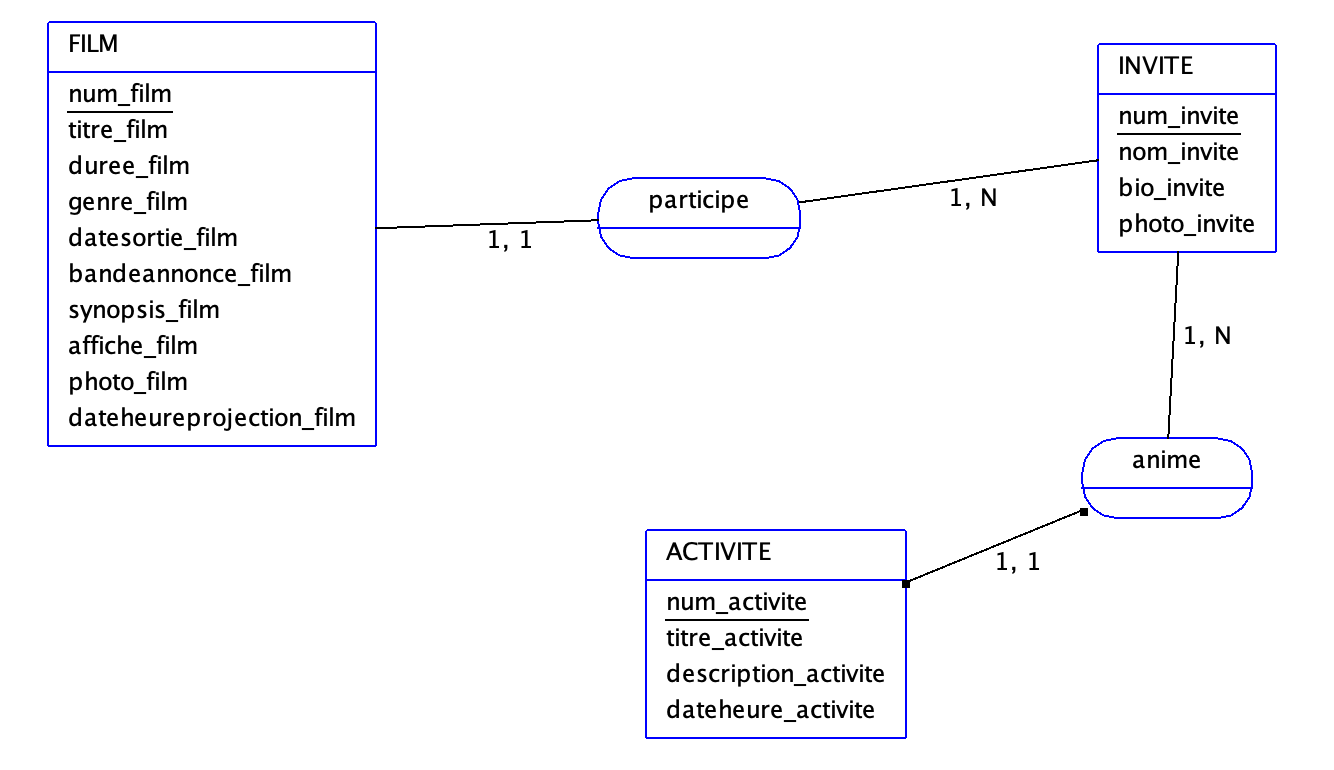 FILM
num_film
titre_film
duree_film
genre_film
datesortie_film
bandeannonce_film
synopsis_film
affiche_film
photo_film
dateheureprojection_film
1, 1
participe
1, N
INVITE
num_invite
nom_invite
bio_invite
photo_invite
1, N
anime
1, 1
ACTIVITE
num_activite
titre_activite
description_activite
dateheure_activite